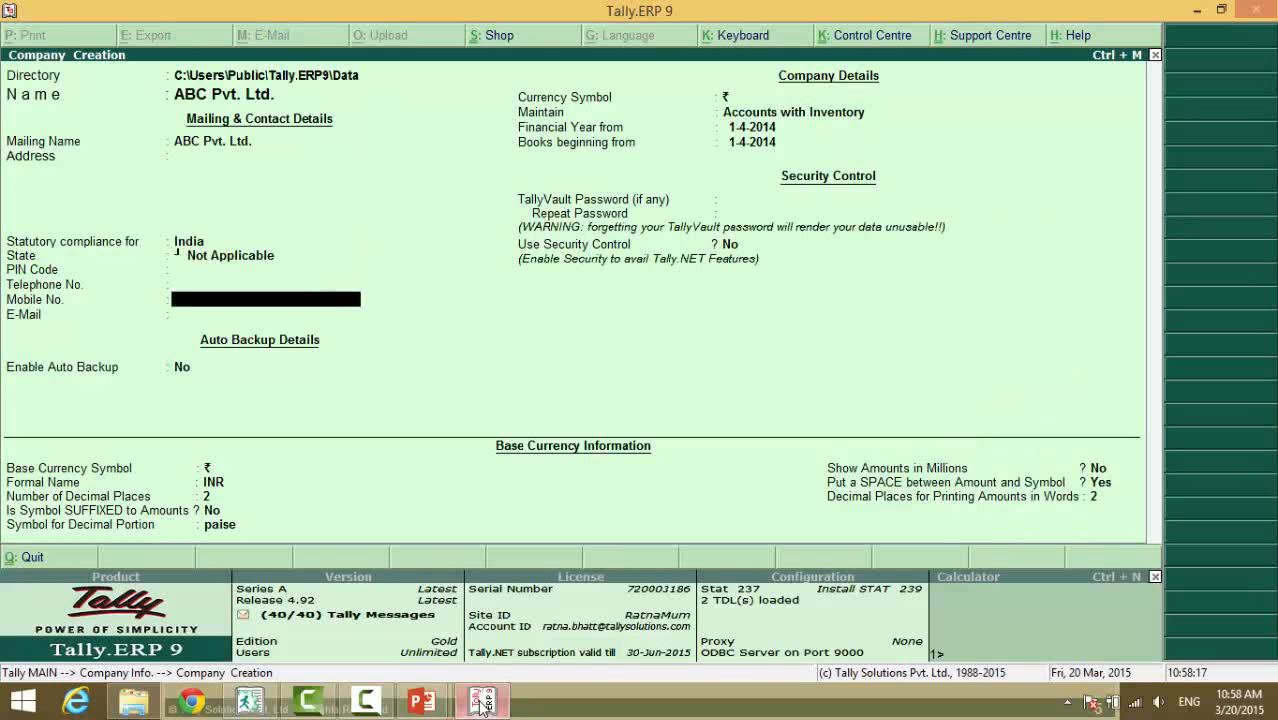 Tally.ERP 9
P: Print E: Export M: E-Mail O: Upload S: Shop G: Language K: Keyboard K: Control Centre H: Support Centre H: Help
Company Creation Ctrl + M
Directory : C:\Users\Public\Tally.ERP9\Data
Name : ABC Pvt. Ltd.
Mailing & Contact Details
Mailing Name : ABC Pvt. Ltd.
Address :
Statutory compliance for : India
State : Not Applicable
PIN Code :
Telephone No. :
Mobile No. :
E-Mail :
Auto Backup Details
Enable Auto Backup : No
Company Details
Currency Symbol : ₹
Maintain : Accounts with Inventory
Financial Year from : 1-4-2014
Books beginning from : 1-4-2014
Security Control
TallyVault Password (if any) :
Repeat Password :
(WARNING: forgetting your TallyVault password will render your data unusable!!)
Use Security Control ? No
(Enable Security to avail Tally.NET Features)
Base Currency Information
Base Currency Symbol : ₹
Formal Name : INR
Number of Decimal Places : 2
Is Symbol SUFFIXED to Amounts ? No
Symbol for Decimal Portion : paise
Show Amounts in Millions ? No
Put a SPACE between Amount and Symbol ? Yes
Decimal Places for Printing Amounts in Words : 2
Q: Quit
Product Version License Configuration Calculator Ctrl + N
Tally
POWER OF SIMPLICITY
Tally.ERP 9
Series A Latest
Release 4.92 Latest
(40/40) Tally Messages
Edition Gold
Users Unlimited
Serial Number 720003186
Site ID RatnaMum
Account ID ratna.bhatt@tallysolutions.com
Tally.NET subscription valid till 30-Jun-2015
Stat 237 Install STAT 239
2 TDL(s) loaded
Proxy None
ODBC Server on Port 9000
1>
Tally MAIN --> Company Info. --> Company Creation (c) Tally Solutions Pvt. Ltd., 1988-2015 Fri, 20 Mar, 2015 10:58:17
ENG 10:58 AM
3/20/2015